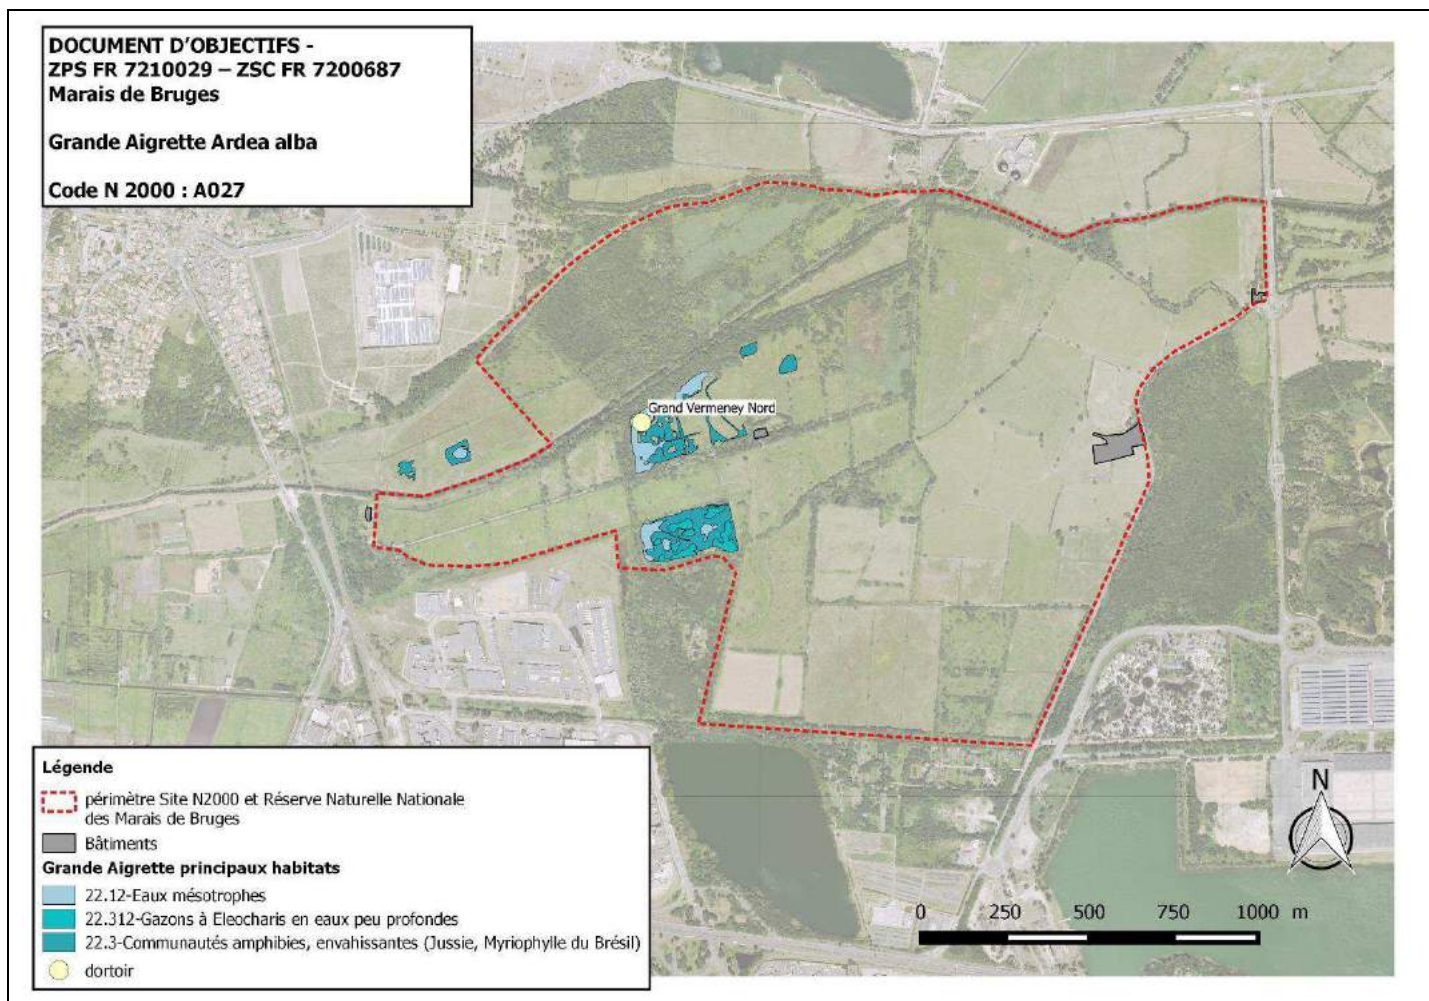 DOCUMENT D'OBJECTIFS -
ZPS FR 7210029 – ZSC FR 7200687
Marais de Bruges
Grande Aigrette Ardea alba
Code N 2000 : A027
Grand Vermeney Nord
Légende
périmètre Site N2000 et Réserve Naturelle Nationale
des Marais de Bruges
Bâtiments
Grande Aigrette principaux habitats
22.12-Eaux mésotrophes
22.312-Gazons à Eleocharis en eaux peu profondes
22.3-Communautés amphibies, envahissantes (Jussie, Myriophylle du Brésil)
dortoir
N
0 250 500 750 1000 m